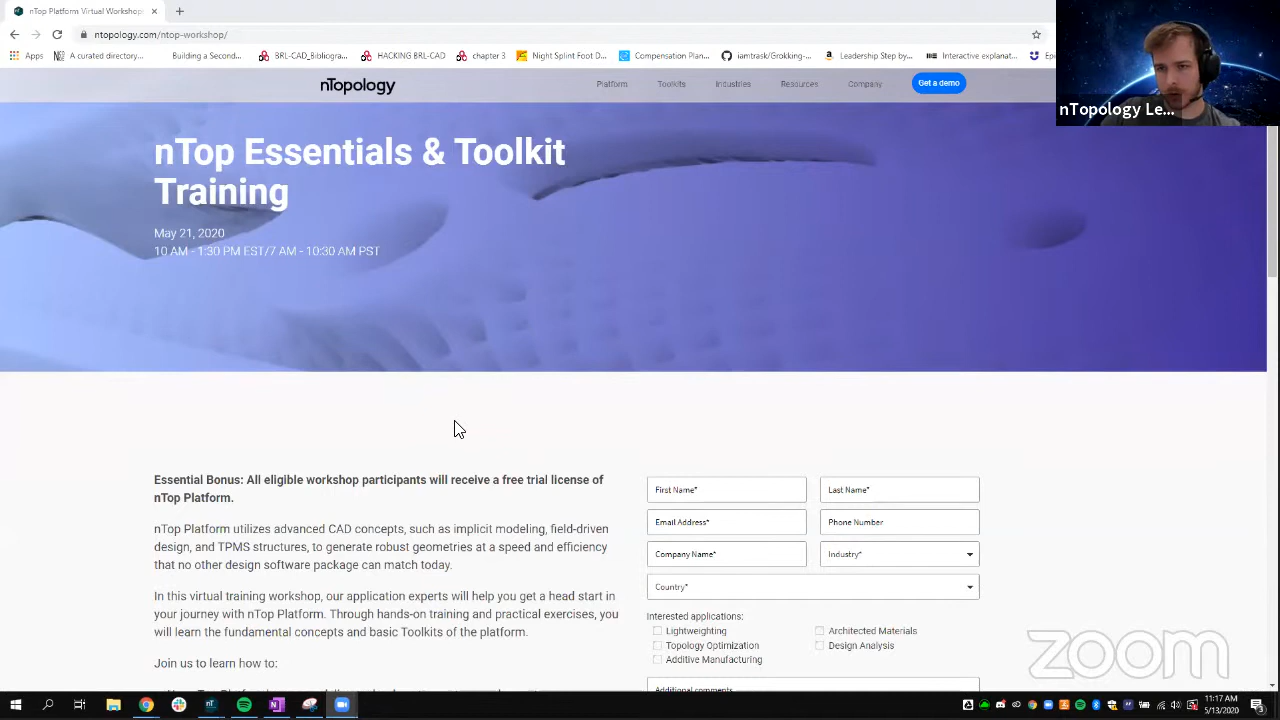 nTop Platform Virtual Workshop
ntopology.com/ntop-workshop/
Apps
A curated directory...
Building a Second...
BRL-CAD_Bibliogra...
HACKING BRL-CAD
chapter 3
Night Splint Foot D...
Compensation Plan...
iamtrask/Grokking-...
Leadership Step by...
Interactive explanat...
nTopology
Platform
Toolkits
Industries
Resources
Company
Get a demo
nTopology Le...
nTop Essentials & Toolkit
Training
May 21, 2020
10 AM - 1:30 PM EST/7 AM - 10:30 AM PST
Essential Bonus: All eligible workshop participants will receive a free trial license of
nTop Platform.
nTop Platform utilizes advanced CAD concepts, such as implicit modeling, field-driven
design, and TPMS structures, to generate robust geometries at a speed and efficiency
that no other design software package can match today.
In this virtual training workshop, our application experts will help you get a head start in
your journey with nTop Platform. Through hands-on training and practical exercises, you
will learn the fundamental concepts and basic Toolkits of the platform.
Join us to learn how to:
First Name*
Last Name*
Email Address*
Phone Number
Company Name*
Industry*
Country*
Interested applications:
Lightweighting
Architected Materials
Topology Optimization
Design Analysis
Additive Manufacturing
Additional comments
zoom
11:17 AM
5/13/2020